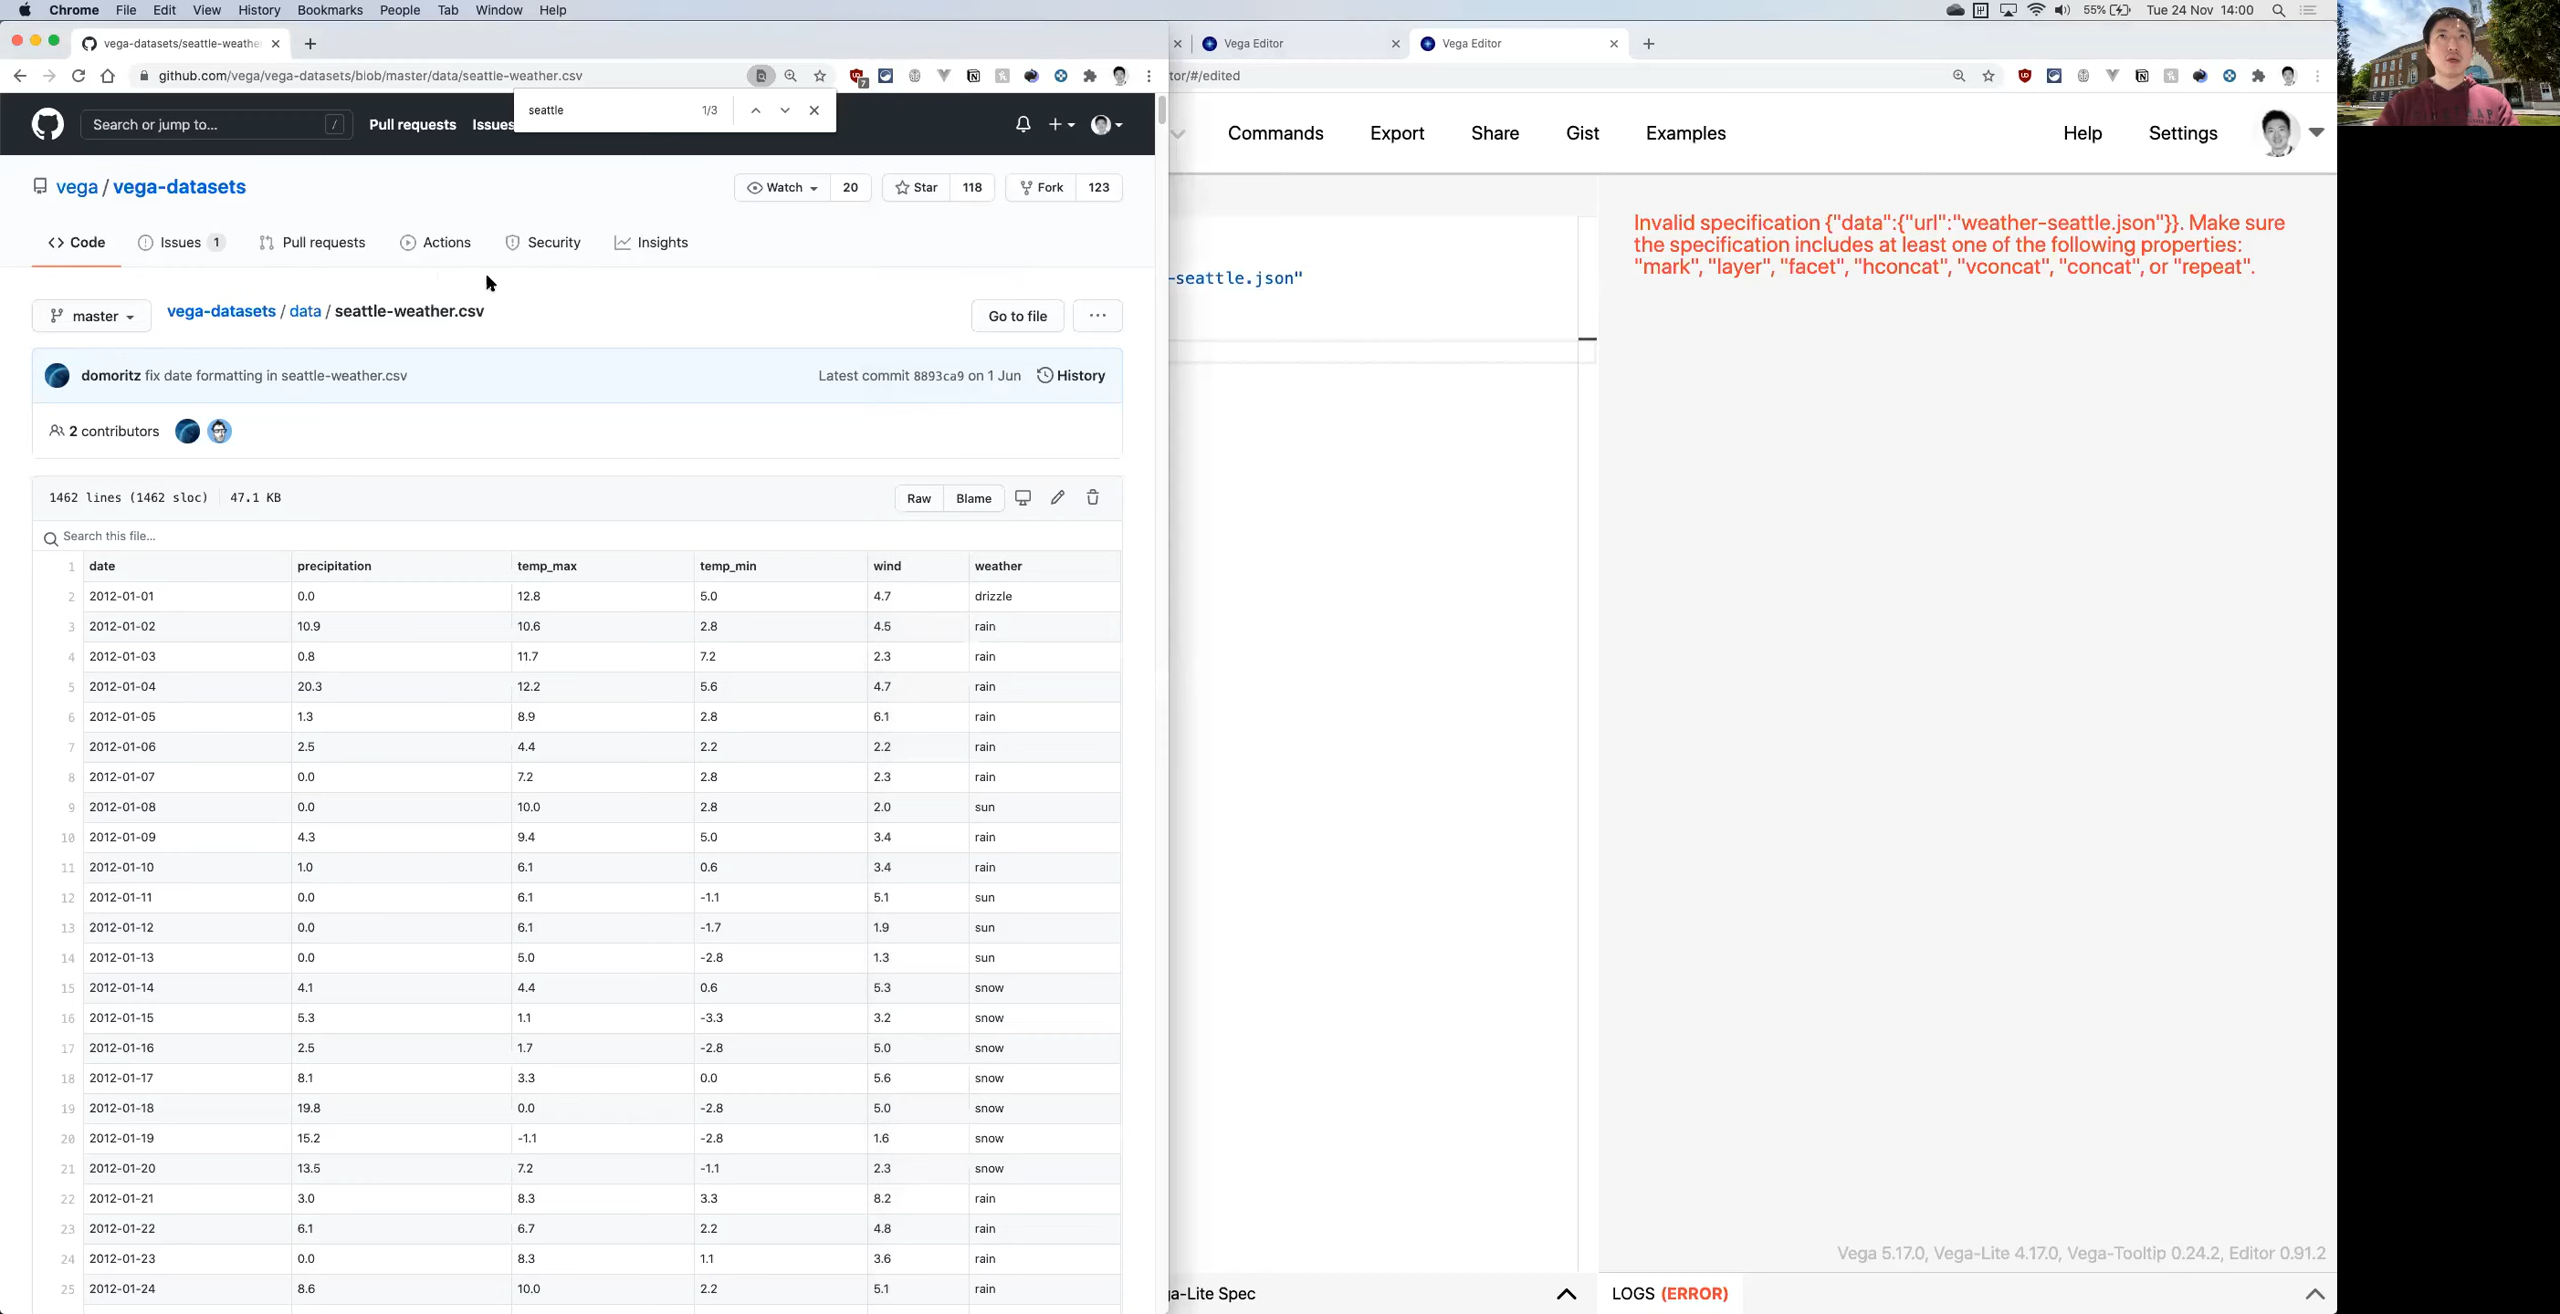 Chrome File Edit View History Bookmarks People Tab Window Help
55% Tue 24 Nov 14:00
vega-datasets/seattle-weathe
Vega Editor
Vega Editor
github.com/vega/vega-datasets/blob/master/data/seattle-weather.csv
7
tor/#/edited
seattle 1/3
Search or jump to... /
Pull requests Issues
Commands Export Share Gist Examples Help Settings
vega / vega-datasets
Watch 20 Star 118 Fork 123
Code Issues 1 Pull requests Actions Security Insights
Invalid specification {"data":{"url":"weather-seattle.json"}}. Make sure
the specification includes at least one of the following properties:
"mark", "layer", "facet", "hconcat", "vconcat", "concat", or "repeat".
-seattle.json"
master vega-datasets / data / seattle-weather.csv Go to file ...
domoritz fix date formatting in seattle-weather.csv Latest commit 8893ca9 on 1 Jun History
2 contributors
1462 lines (1462 sloc) 47.1 KB Raw Blame
Search this file...
1 date precipitation temp_max temp_min wind weather
2 2012-01-01 0.0 12.8 5.0 4.7 drizzle
3 2012-01-02 10.9 10.6 2.8 4.5 rain
4 2012-01-03 0.8 11.7 7.2 2.3 rain
5 2012-01-04 20.3 12.2 5.6 4.7 rain
6 2012-01-05 1.3 8.9 2.8 6.1 rain
7 2012-01-06 2.5 4.4 2.2 2.2 rain
8 2012-01-07 0.0 7.2 2.8 2.3 rain
9 2012-01-08 0.0 10.0 2.8 2.0 sun
10 2012-01-09 4.3 9.4 5.0 3.4 rain
11 2012-01-10 1.0 6.1 0.6 3.4 rain
12 2012-01-11 0.0 6.1 -1.1 5.1 sun
13 2012-01-12 0.0 6.1 -1.7 1.9 sun
14 2012-01-13 0.0 5.0 -2.8 1.3 sun
15 2012-01-14 4.1 4.4 0.6 5.3 snow
16 2012-01-15 5.3 1.1 -3.3 3.2 snow
17 2012-01-16 2.5 1.7 -2.8 5.0 snow
18 2012-01-17 8.1 3.3 0.0 5.6 snow
19 2012-01-18 19.8 0.0 -2.8 5.0 snow
20 2012-01-19 15.2 -1.1 -2.8 1.6 snow
21 2012-01-20 13.5 7.2 -1.1 2.3 snow
22 2012-01-21 3.0 8.3 3.3 8.2 rain
23 2012-01-22 6.1 6.7 2.2 4.8 rain
24 2012-01-23 0.0 8.3 1.1 3.6 rain
25 2012-01-24 8.6 10.0 2.2 5.1 rain
Vega 5.17.0, Vega-Lite 4.17.0, Vega-Tooltip 0.24.2, Editor 0.91.2
ga-Lite Spec
LOGS (ERROR)